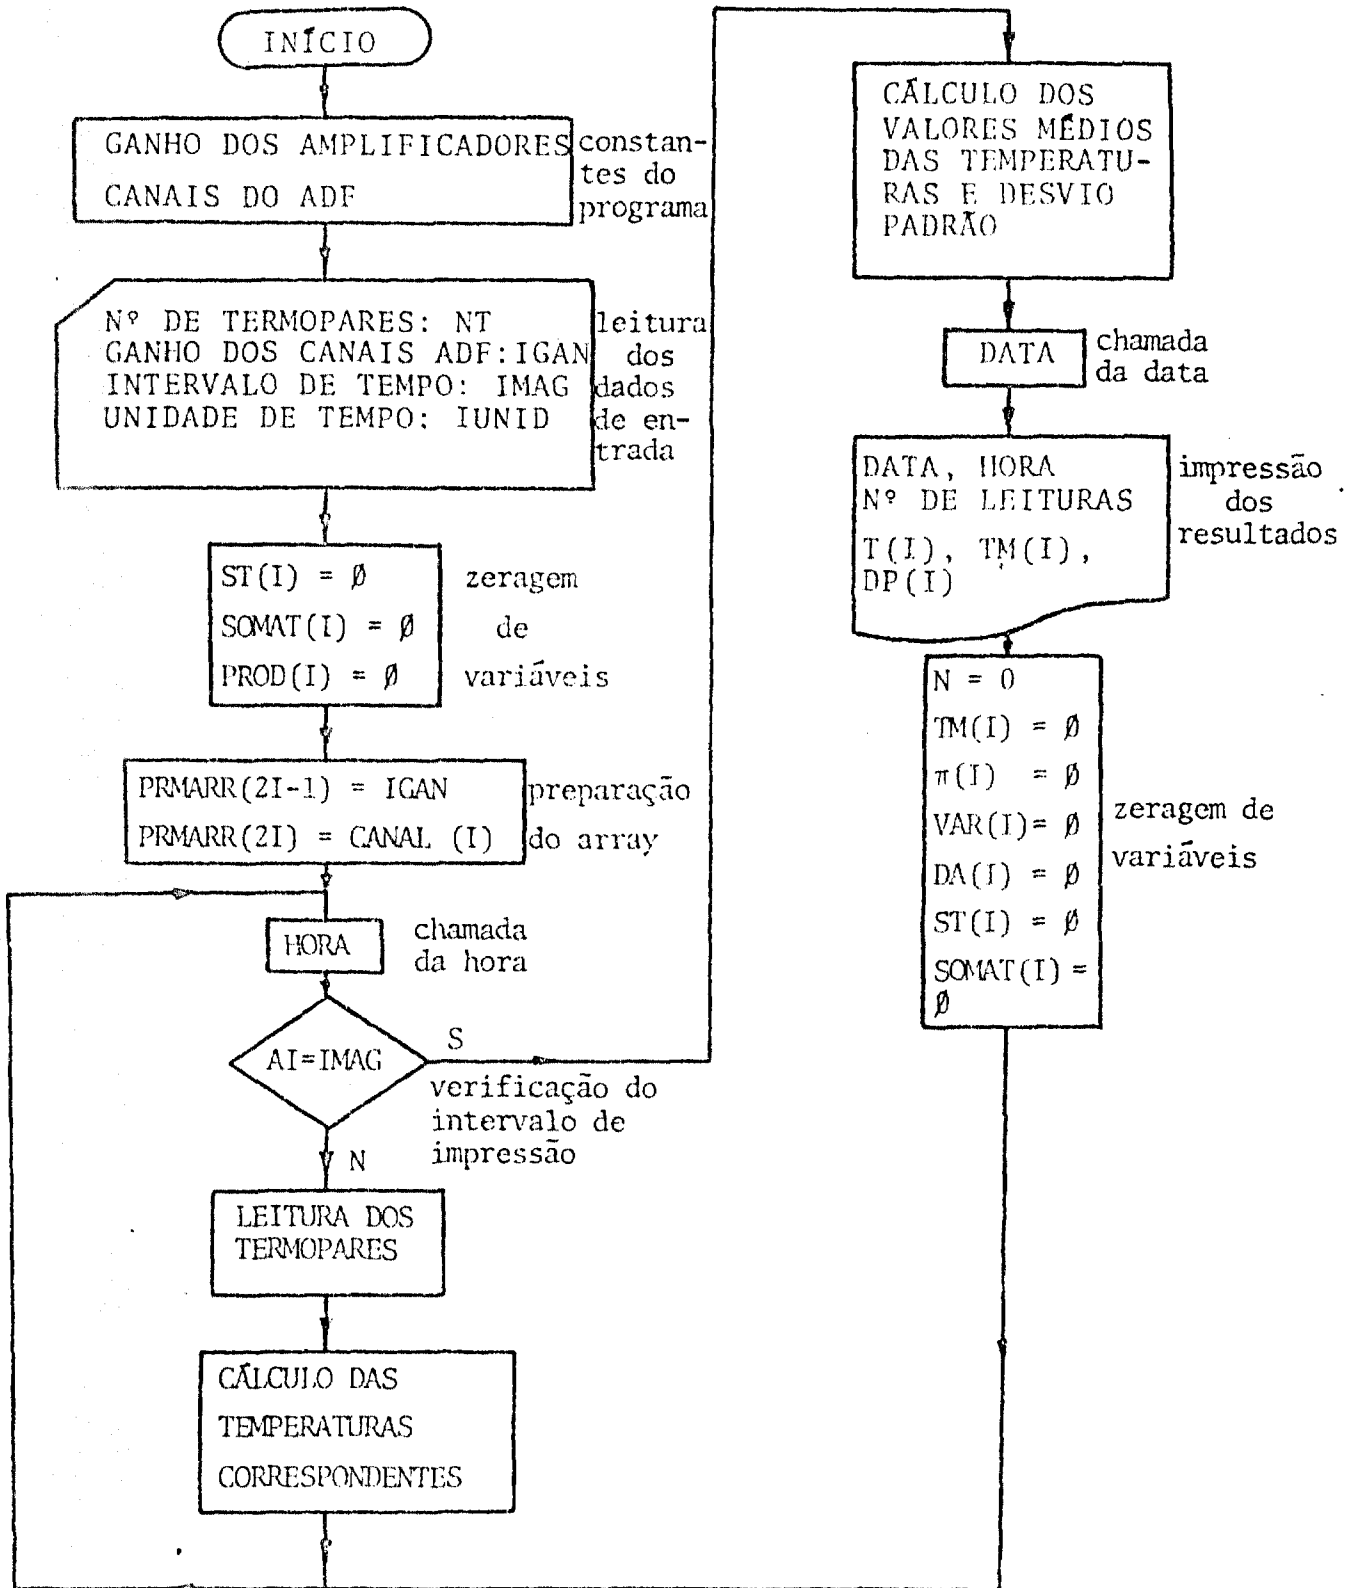 INÍCIO
GANHO DOS AMPLIFICADORES
CANAIS DO ADF
constan-
tes do
programa
Nº DE TERMOPARES: NT
GANHO DOS CANAIS ADF:IGAN
INTERVALO DE TEMPO: IMAG
UNIDADE DE TEMPO: IUNID
leitura
dos
dados
de en-
trada
ST(I) = Ø
SOMAT(I) = Ø
PROD(I) = Ø
zeragem
de
variáveis
PRMARR(2I-1) = IGAN
PRMARR(2I) = CANAL (I)
preparação
do array
HORA
chamada
da hora
AI=IMAG
S
verificação do
intervalo de
impressão
N
LEITURA DOS
TERMOPARES
CÁLCULO DAS
TEMPERATURAS
CORRESPONDENTES
CÁLCULO DOS
VALORES MÉDIOS
DAS TEMPERATU-
RAS E DESVIO
PADRÃO
DATA
chamada
da data
DATA, HORA
Nº DE LEITURAS
T(I), TM(I),
DP(I)
impressão
dos
resultados
N = 0
TM(I) = Ø
π(I) = Ø
VAR(I)= Ø
DA(I) = Ø
ST(I) = Ø
SOMAT(I) =
Ø
zeragem de
variáveis